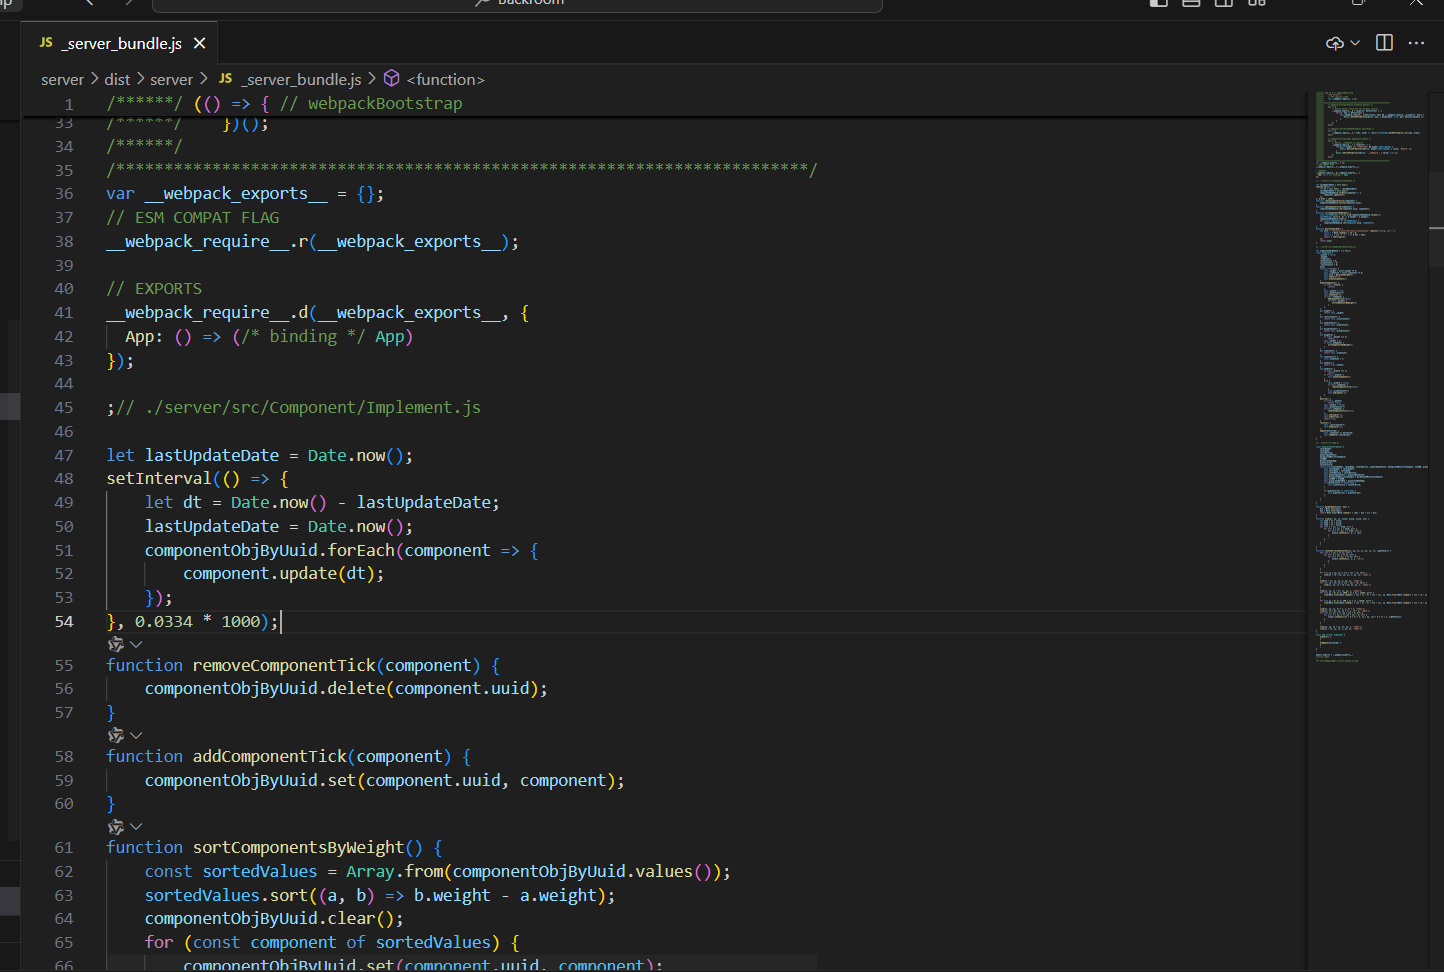 Backroom
JS _server_bundle.js
server > dist > server > JS _server_bundle.js > <function>
1 /******/ (() => { // webpackBootstrap
33 /******/ })();
34 /******/
35 /************************************************************************/
36 var __webpack_exports__ = {};
37 // ESM COMPAT FLAG
38 __webpack_require__.r(__webpack_exports__);
39
40 // EXPORTS
41 __webpack_require__.d(__webpack_exports__, {
42 App: () => (/* binding */ App)
43 });
44
45 ;// ./server/src/Component/Implement.js
46
47 let lastUpdateDate = Date.now();
48 setInterval(() => {
49 let dt = Date.now() - lastUpdateDate;
50 lastUpdateDate = Date.now();
51 componentObjByUuid.forEach(component => {
52 component.update(dt);
53 });
54 }, 0.0334 * 1000);
55 function removeComponentTick(component) {
56 componentObjByUuid.delete(component.uuid);
57 }
58 function addComponentTick(component) {
59 componentObjByUuid.set(component.uuid, component);
60 }
61 function sortComponentsByWeight() {
62 const sortedValues = Array.from(componentObjByUuid.values());
63 sortedValues.sort((a, b) => b.weight - a.weight);
64 componentObjByUuid.clear();
65 for (const component of sortedValues) {
66 componentObjByUuid.set(component.uuid, component);